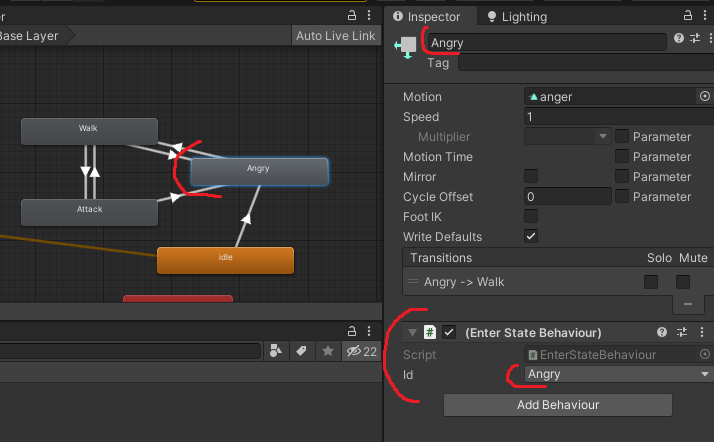 Inspector
Lighting
Base Layer
Auto Live Link
Angry
Tag
Walk
Angry
Attack
idle
Motion
anger
Speed
1
Multiplier
Parameter
Motion Time
Parameter
Mirror
Parameter
Cycle Offset
0
Parameter
Foot IK
Write Defaults
Transitions
Solo
Mute
Angry -> Walk
22
# (Enter State Behaviour)
Script
# EnterStateBehaviour
Id
Angry
Add Behaviour